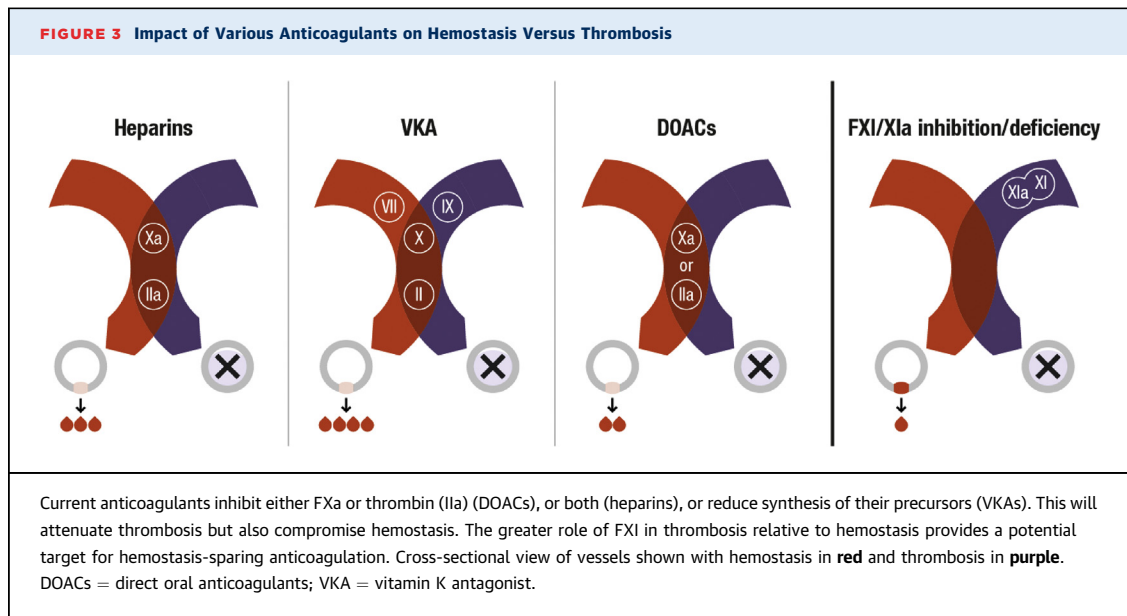 FIGURE 3 Impact of Various Anticoagulants on Hemostasis Versus Thrombosis
Heparins
Xa
IIa
VKA
VII
IX
X
II
DOACs
Xa
or
IIa
FXI/XIa inhibition/deficiency
XIa
XI
Current anticoagulants inhibit either FXa or thrombin (IIa) (DOACs), or both (heparins), or reduce synthesis of their precursors (VKAs). This will
attenuate thrombosis but also compromise hemostasis. The greater role of FXI in thrombosis relative to hemostasis provides a potential
target for hemostasis-sparing anticoagulation. Cross-sectional view of vessels shown with hemostasis in red and thrombosis in purple.
DOACs = direct oral anticoagulants; VKA = vitamin K antagonist.